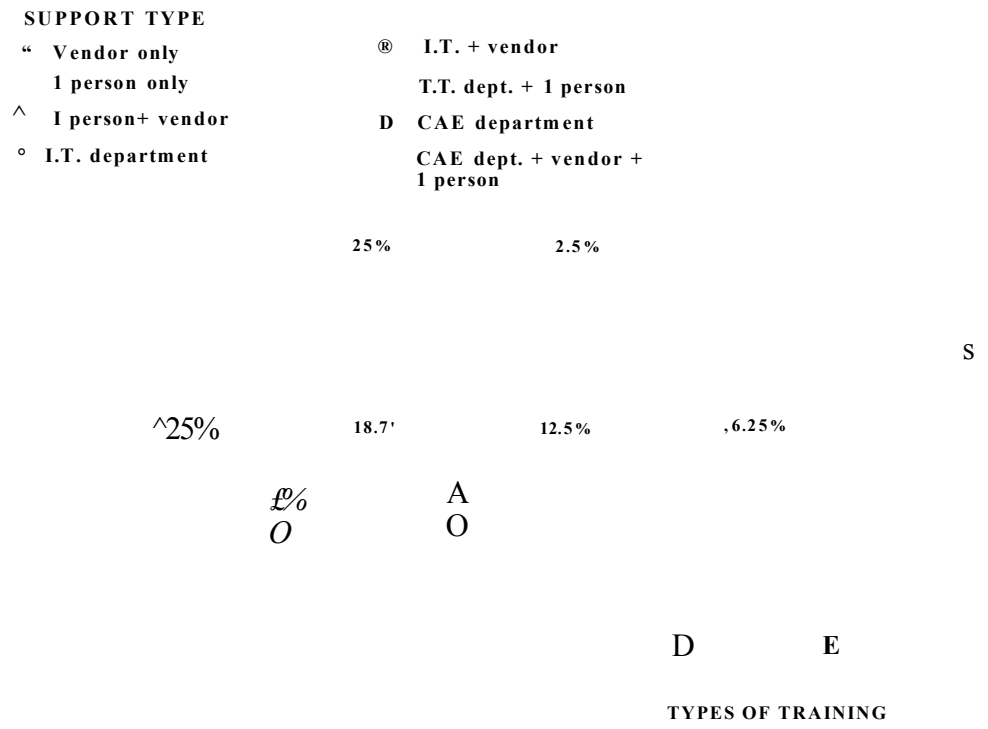 SUPPORT TYPE
“ Vendor only
1 person only
^ I person+ vendor
° I.T. department
® I.T. + vendor
T.T. dept. + 1 person
D CAE department
CAE dept. + vendor +
1 person
25% 2.5%
S
^25% 18.7' 12.5% ,6.25%
£% A
O O
D E
TYPES OF TRAINING